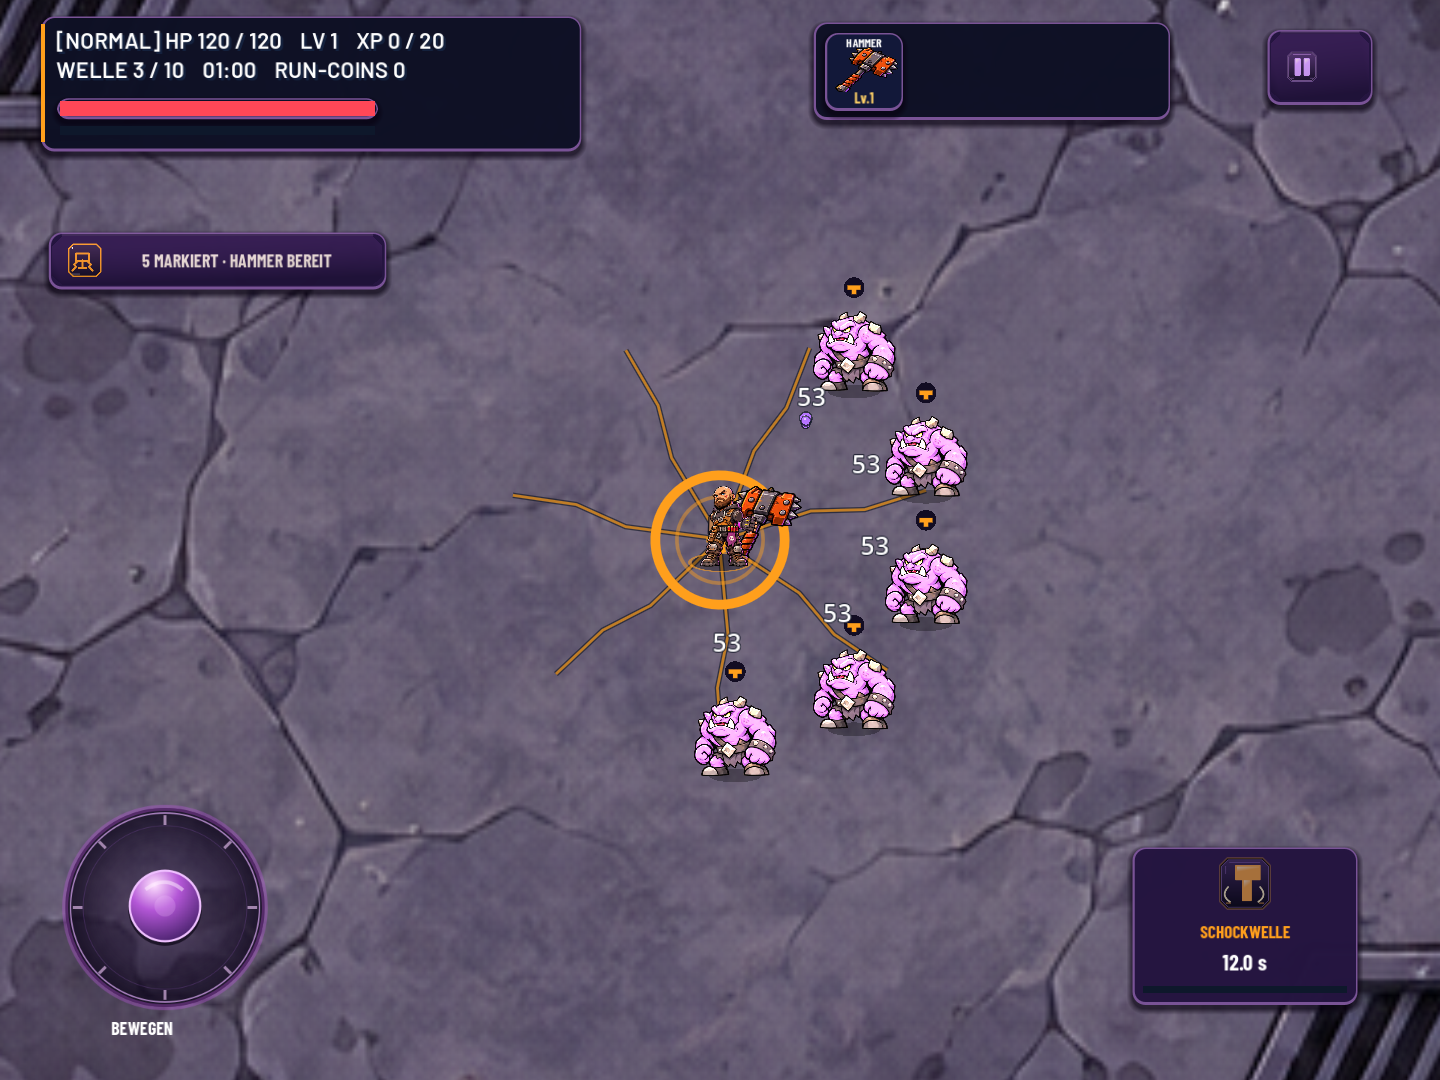 [NORMAL] HP 120 / 120 LV 1 XP 0 / 20
WELLE 3 / 10 01:00 RUN-COINS 0
HAMMER
Lv.1
5 MARKIERT · HAMMER BEREIT
53
53
53
53
53
SCHOCKWELLE
12.0 s
BEWEGEN